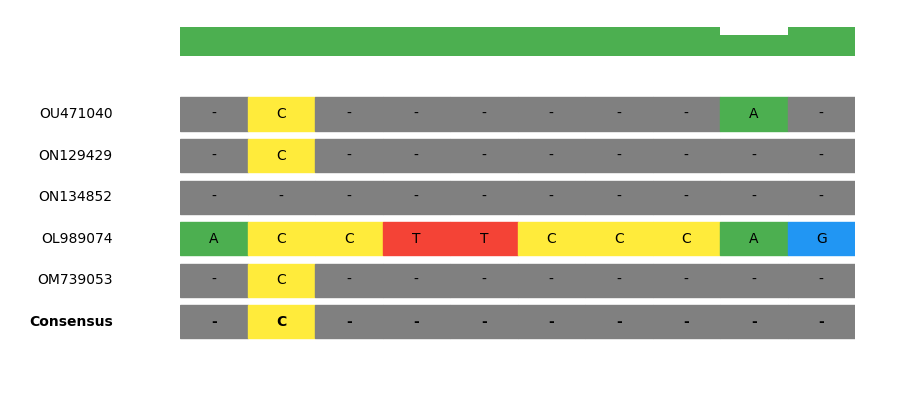 OU471040 - C - - - - - - A -
ON129429 - C - - - - - - - -
ON134852 - - - - - - - - - -
OL989074 A C C T T C C C A G
OM739053 - C - - - - - - - -
Consensus - C - - - - - - - -